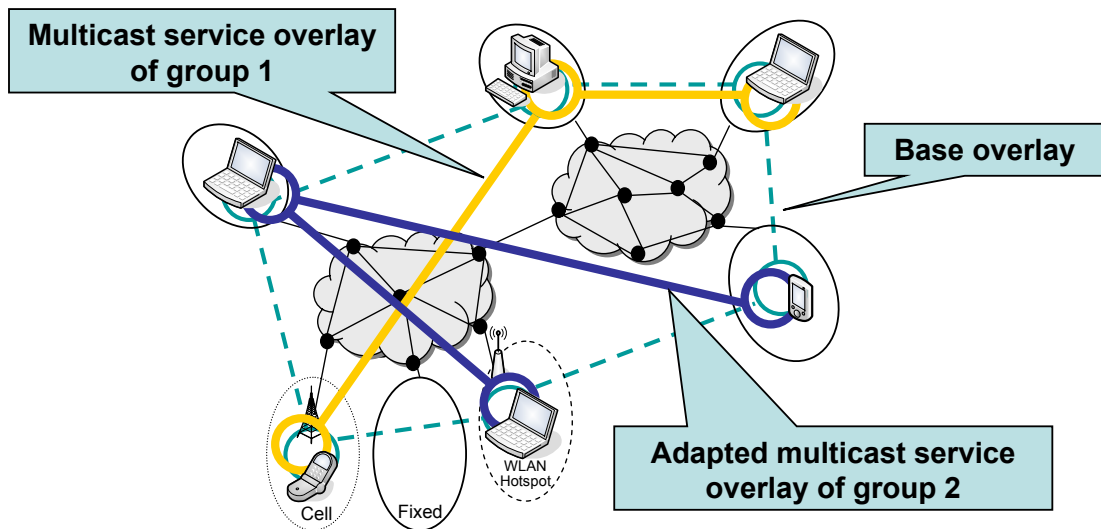 Multicast service overlay
of group 1
Base overlay
WLAN
Hotspot
Adapted multicast service
overlay of group 2
Cell
Fixed